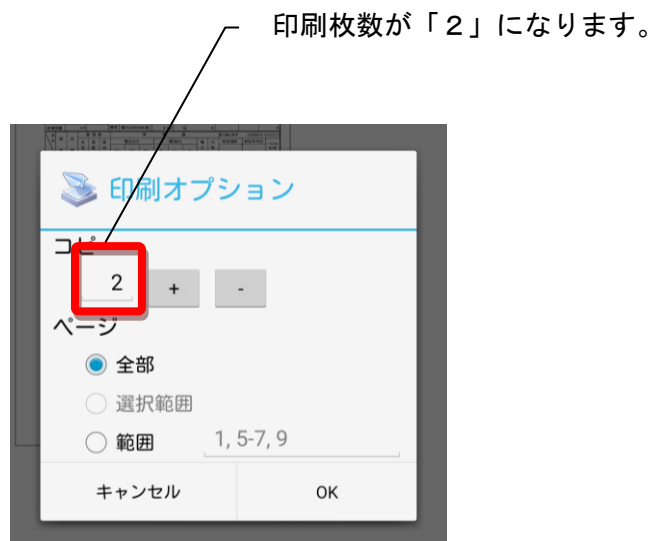 印刷枚数が「２」になります。
印刷オプション
コピ
2 + -
ページ
全部
選択範囲
範囲 1, 5-7, 9
キャンセル OK